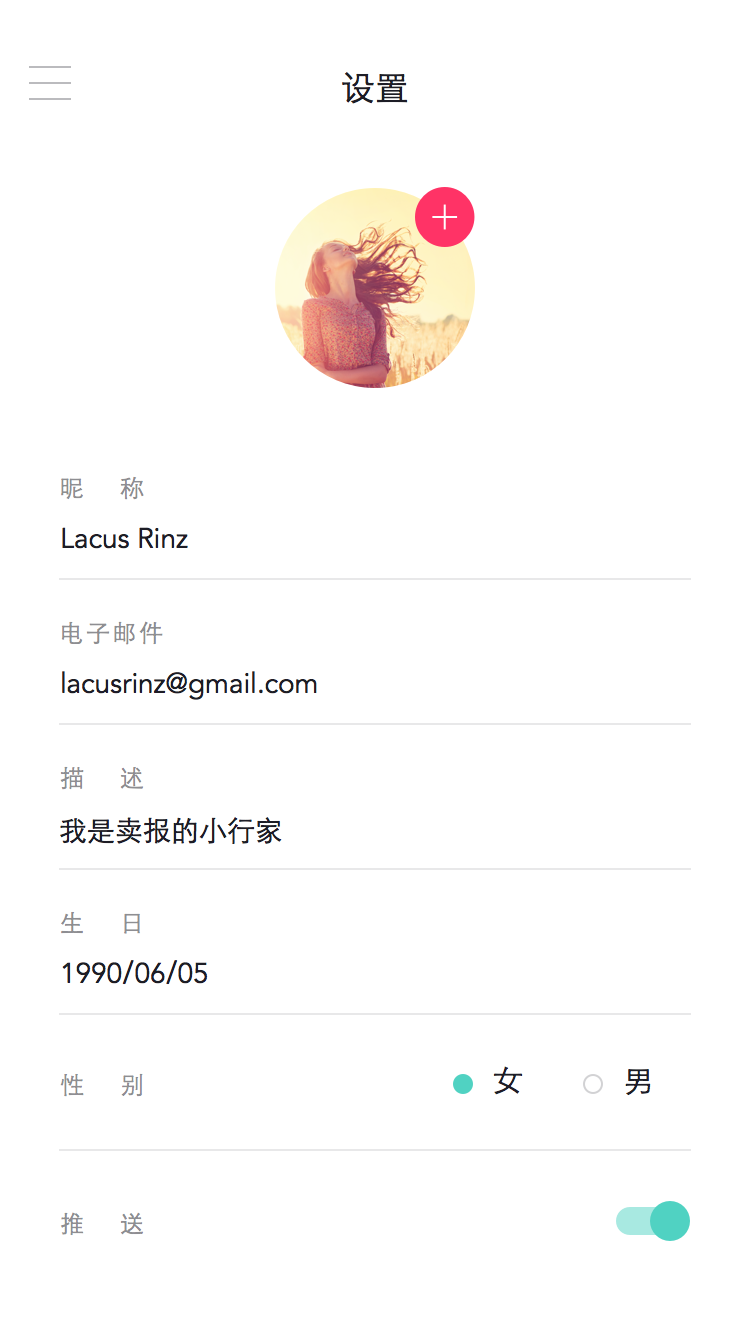 设置
昵 称
Lacus Rinz
电子邮件
lacusrinz@gmail.com
描 述
我是卖报的小行家
生 日
1990/06/05
性 别 女 男
推 送